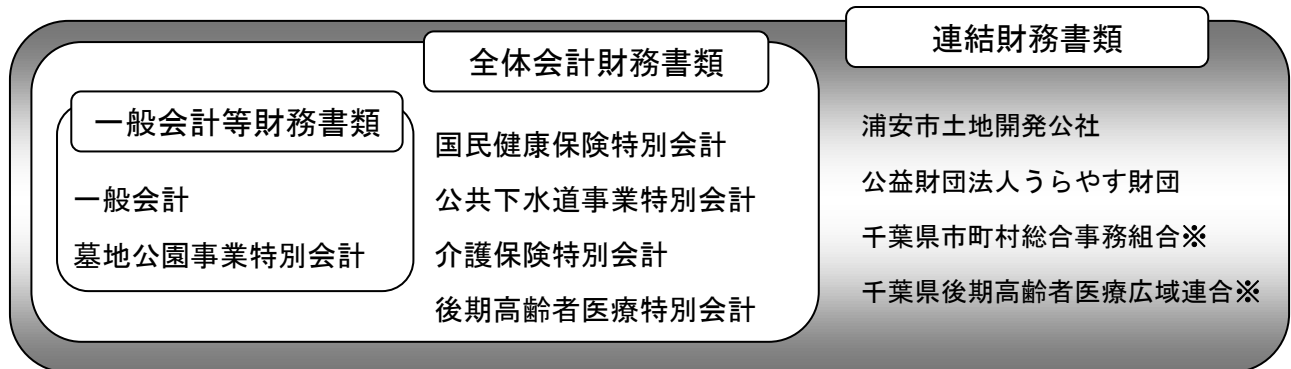 一般会計等財務書類
一般会計
墓地公園事業特別会計
全体会計財務書類
国民健康保険特別会計
公共下水道事業特別会計
介護保険特別会計
後期高齢者医療特別会計
連結財務書類
浦安市土地開発公社
公益財団法人うらやす財団
千葉県市町村総合事務組合※
千葉県後期高齢者医療広域連合※